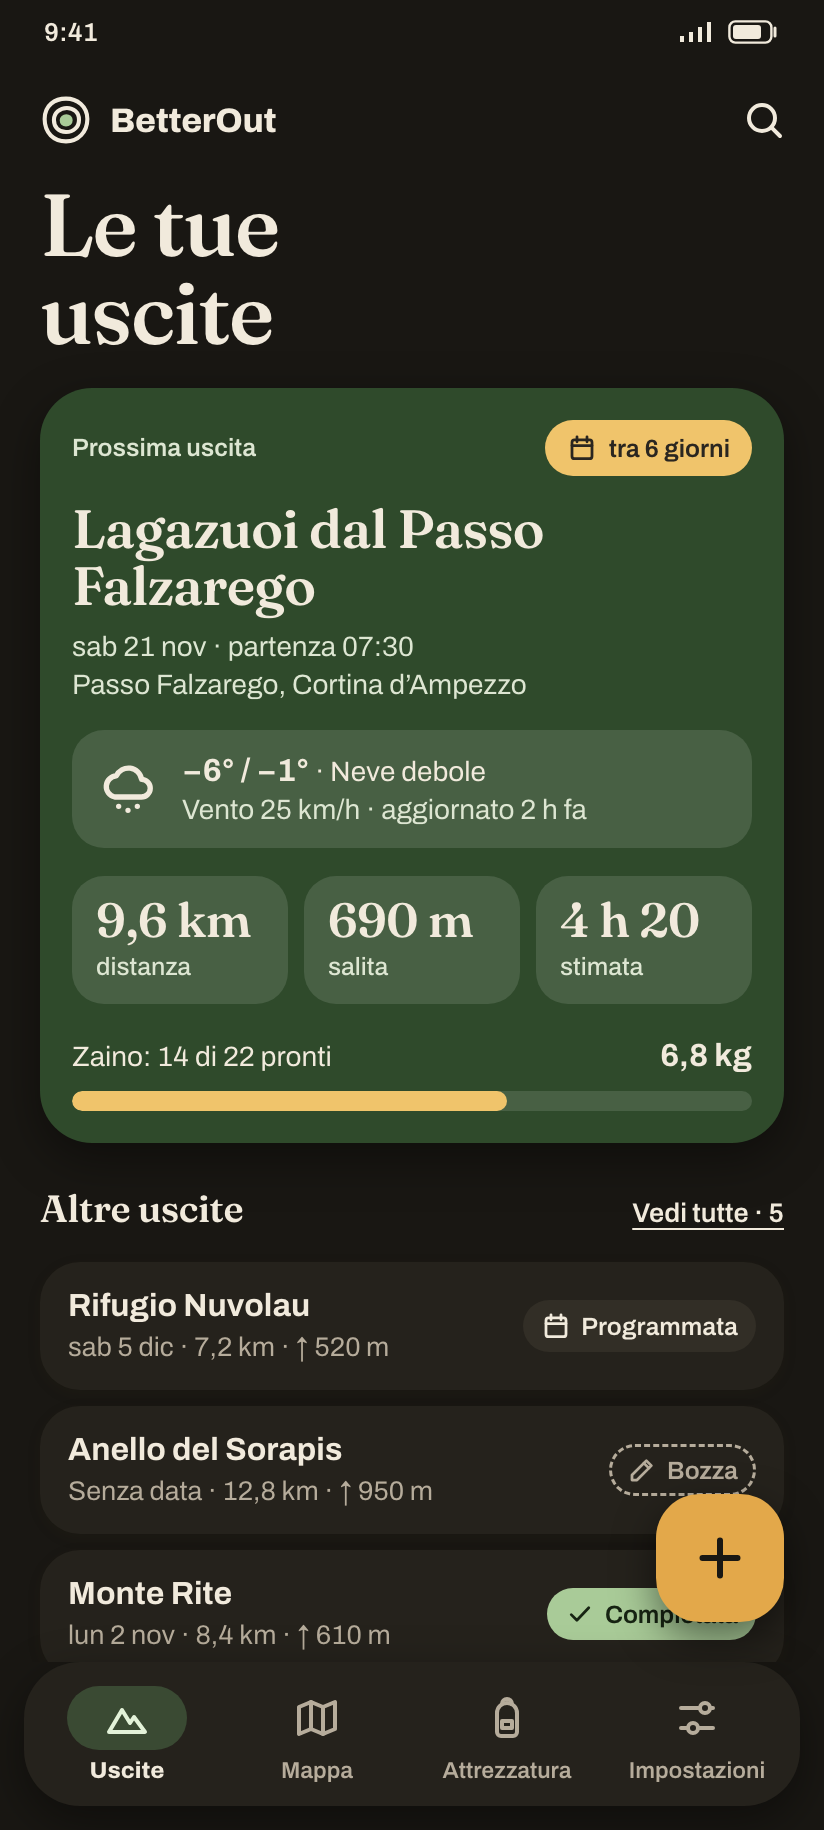 9:41
BetterOut
Le tue
uscite
Prossima uscita
tra 6 giorni
Lagazuoi dal Passo
Falzarego
sab 21 nov · partenza 07:30
Passo Falzarego, Cortina d’Ampezzo
−6° / −1° · Neve debole
Vento 25 km/h · aggiornato 2 h fa
9,6 km
distanza
690 m
salita
4 h 20
stimata
Zaino: 14 di 22 pronti
6,8 kg
Altre uscite
Vedi tutte · 5
Rifugio Nuvolau
sab 5 dic · 7,2 km · ↑ 520 m
Programmata
Anello del Sorapis
Senza data · 12,8 km · ↑ 950 m
Bozza
Monte Rite
lun 2 nov · 8,4 km · ↑ 610 m
Uscite
Mappa
Attrezzatura
Impostazioni